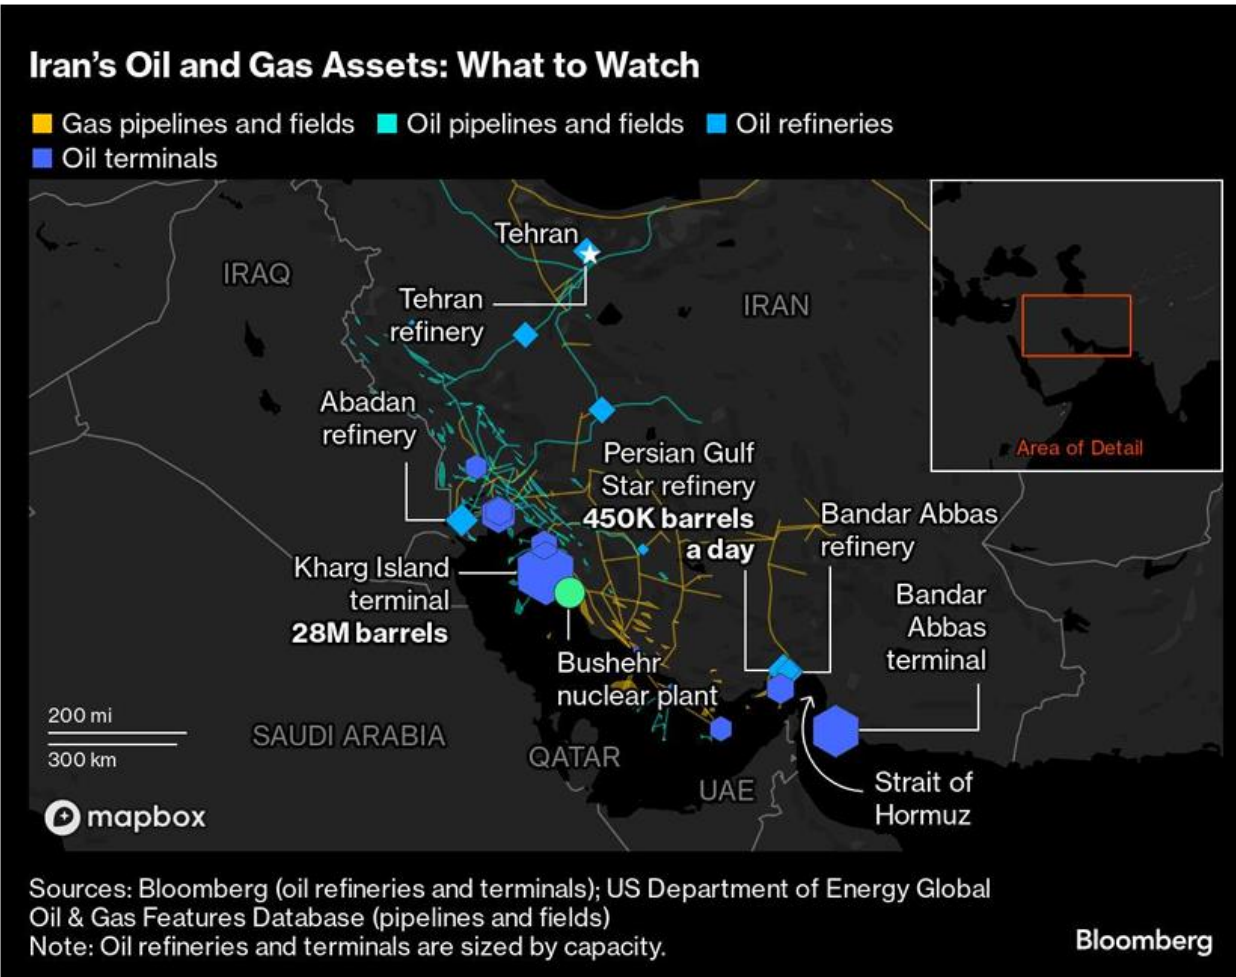 Iran's Oil and Gas Assets: What to Watch
Gas pipelines and fields Oil pipelines and fields Oil refineries
Oil terminals
Tehran
IRAQ
Tehran
refinery
IRAN
Abadan
refinery
Area of Detail
Persian Gulf
Star refinery
450K barrels
a day
Bandar Abbas
refinery
Kharg Island
terminal
28M barrels
Bandar
Abbas
terminal
Bushehr
nuclear plant
200 mi
300 km
SAUDI ARABIA
QATAR
UAE
Strait of
Hormuz
mapbox
Sources: Bloomberg (oil refineries and terminals); US Department of Energy Global
Oil & Gas Features Database (pipelines and fields)
Note: Oil refineries and terminals are sized by capacity.
Bloomberg